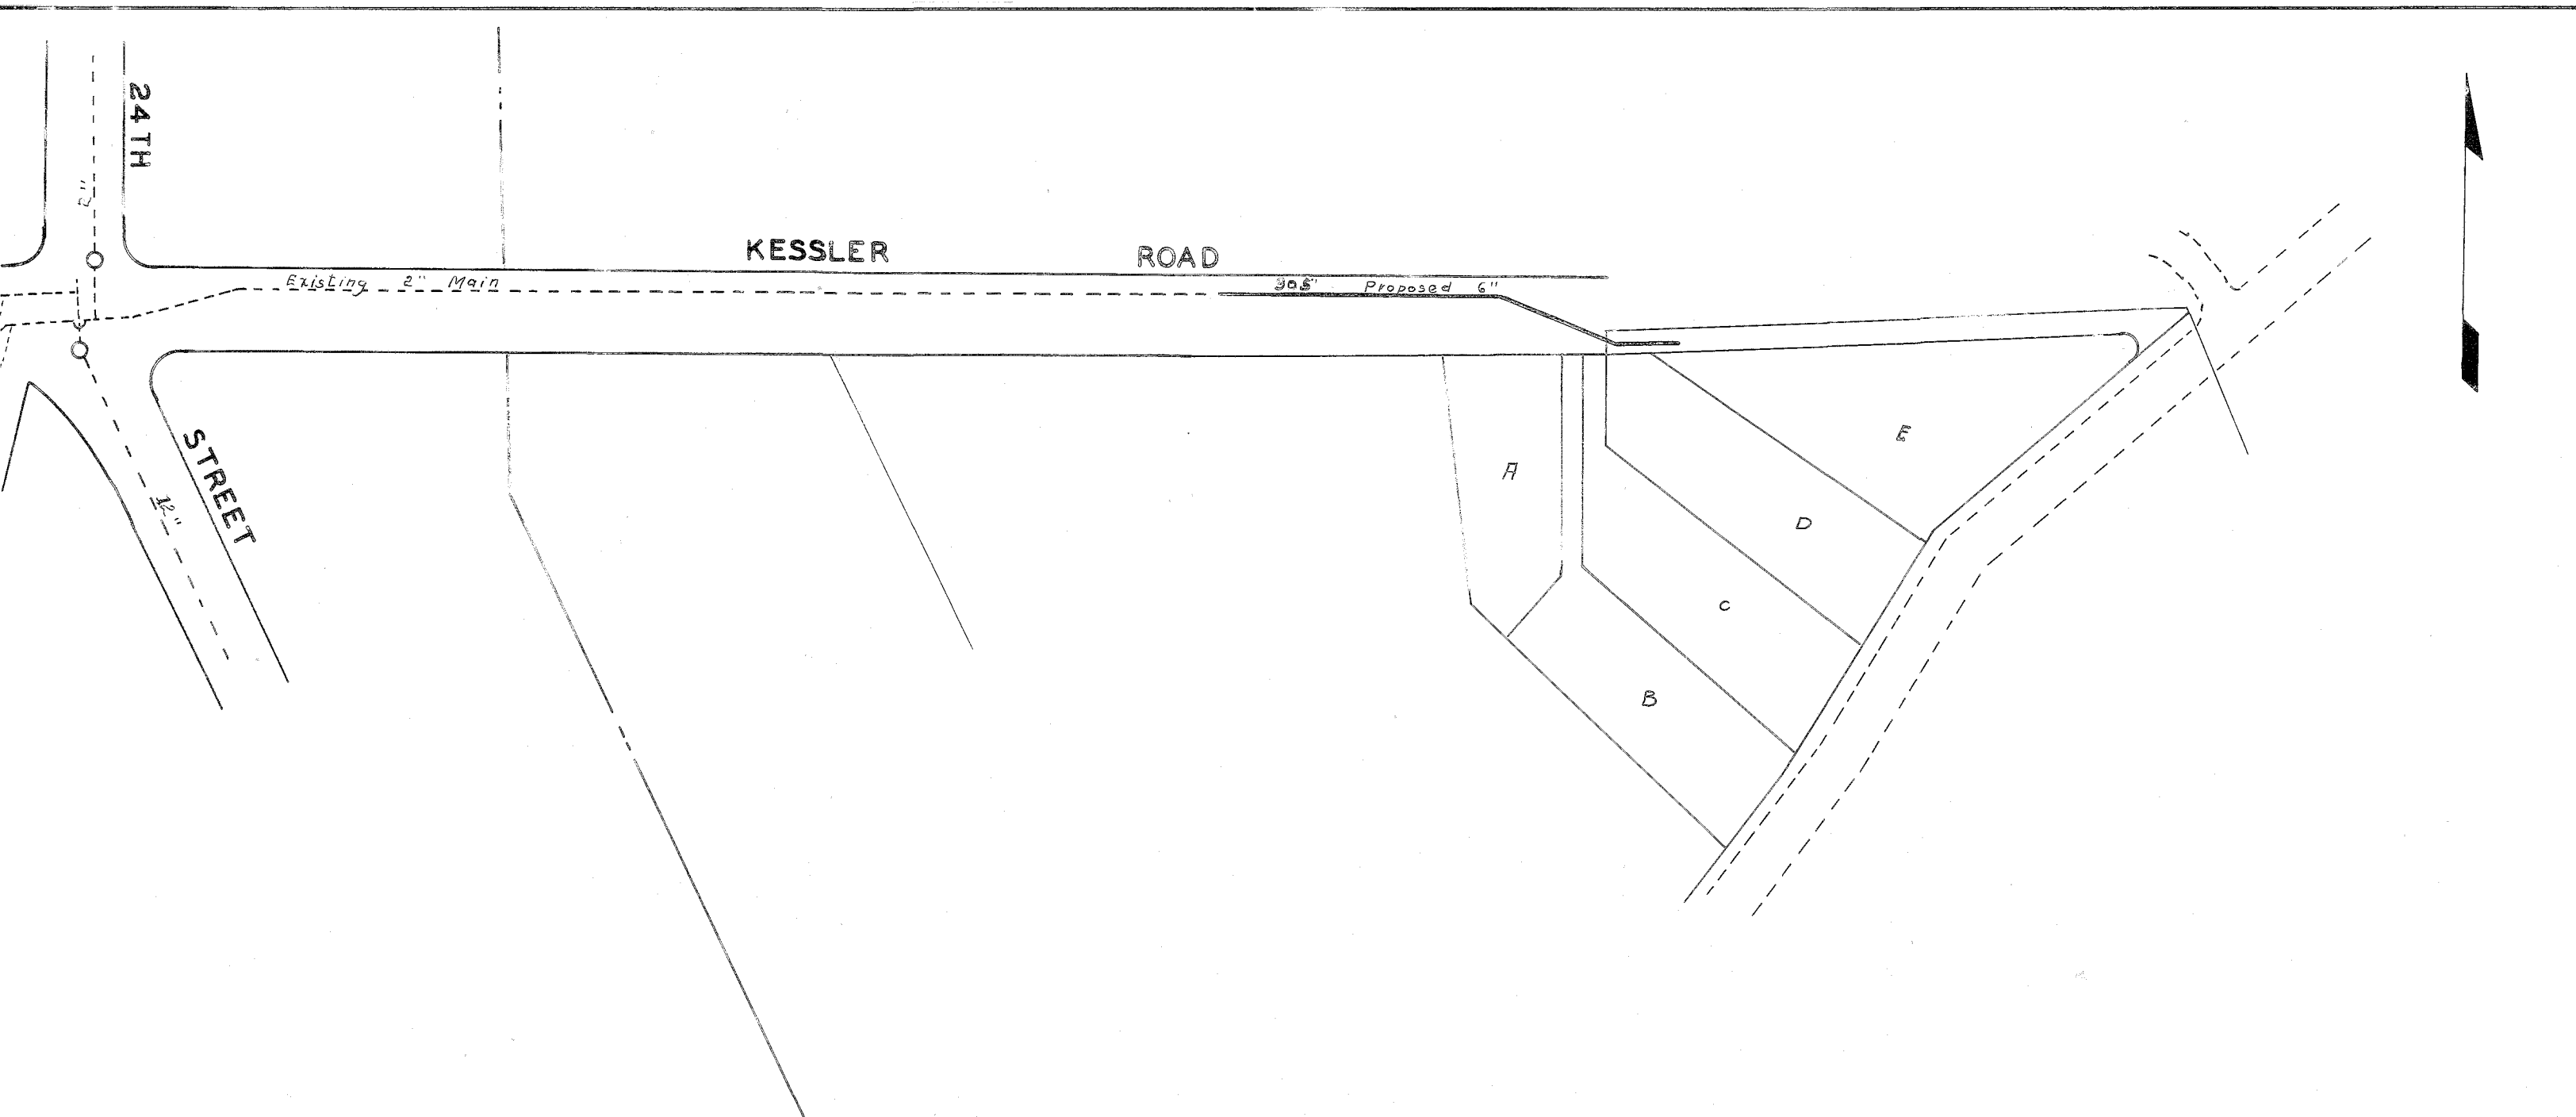 24TH
2"
KESSLER ROAD
Existing 2" Main
305' Proposed 6"
STREET
12"
A
B
C
D
E